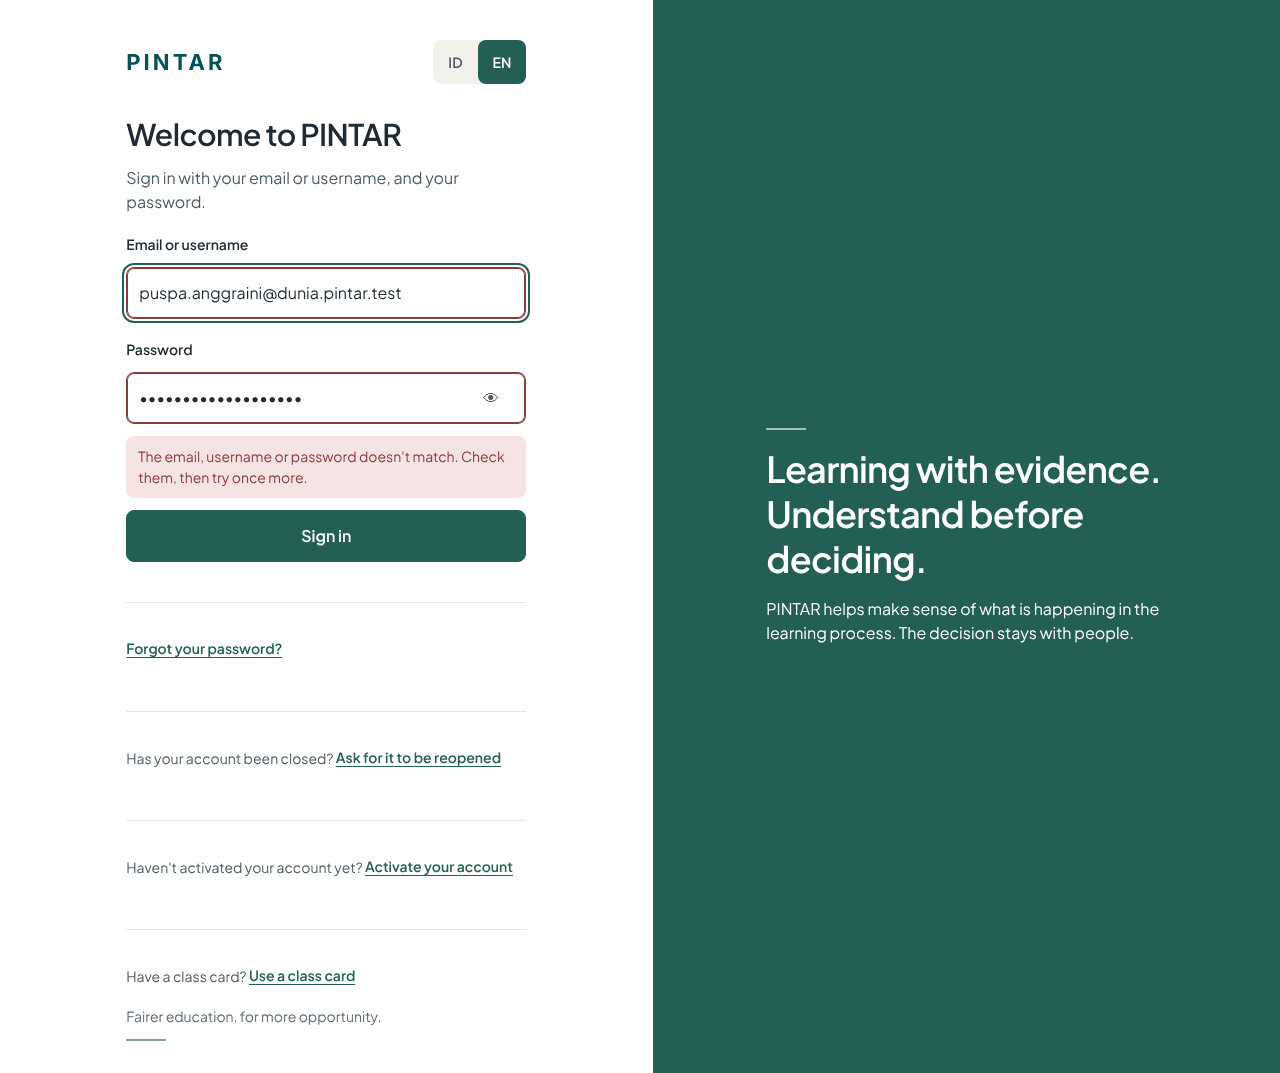 PINTAR
ID
EN
Welcome to PINTAR
Sign in with your email or username, and your
password.
Email or username
puspa.anggraini@dunia.pintar.test
Password
•••••••••••••••••••
The email, username or password doesn't match. Check
them, then try once more.
Sign in
Forgot your password?
Has your account been closed? Ask for it to be reopened
Haven't activated your account yet? Activate your account
Have a class card? Use a class card
Fairer education, for more opportunity.
Learning with evidence.
Understand before
deciding.
PINTAR helps make sense of what is happening in the
learning process. The decision stays with people.